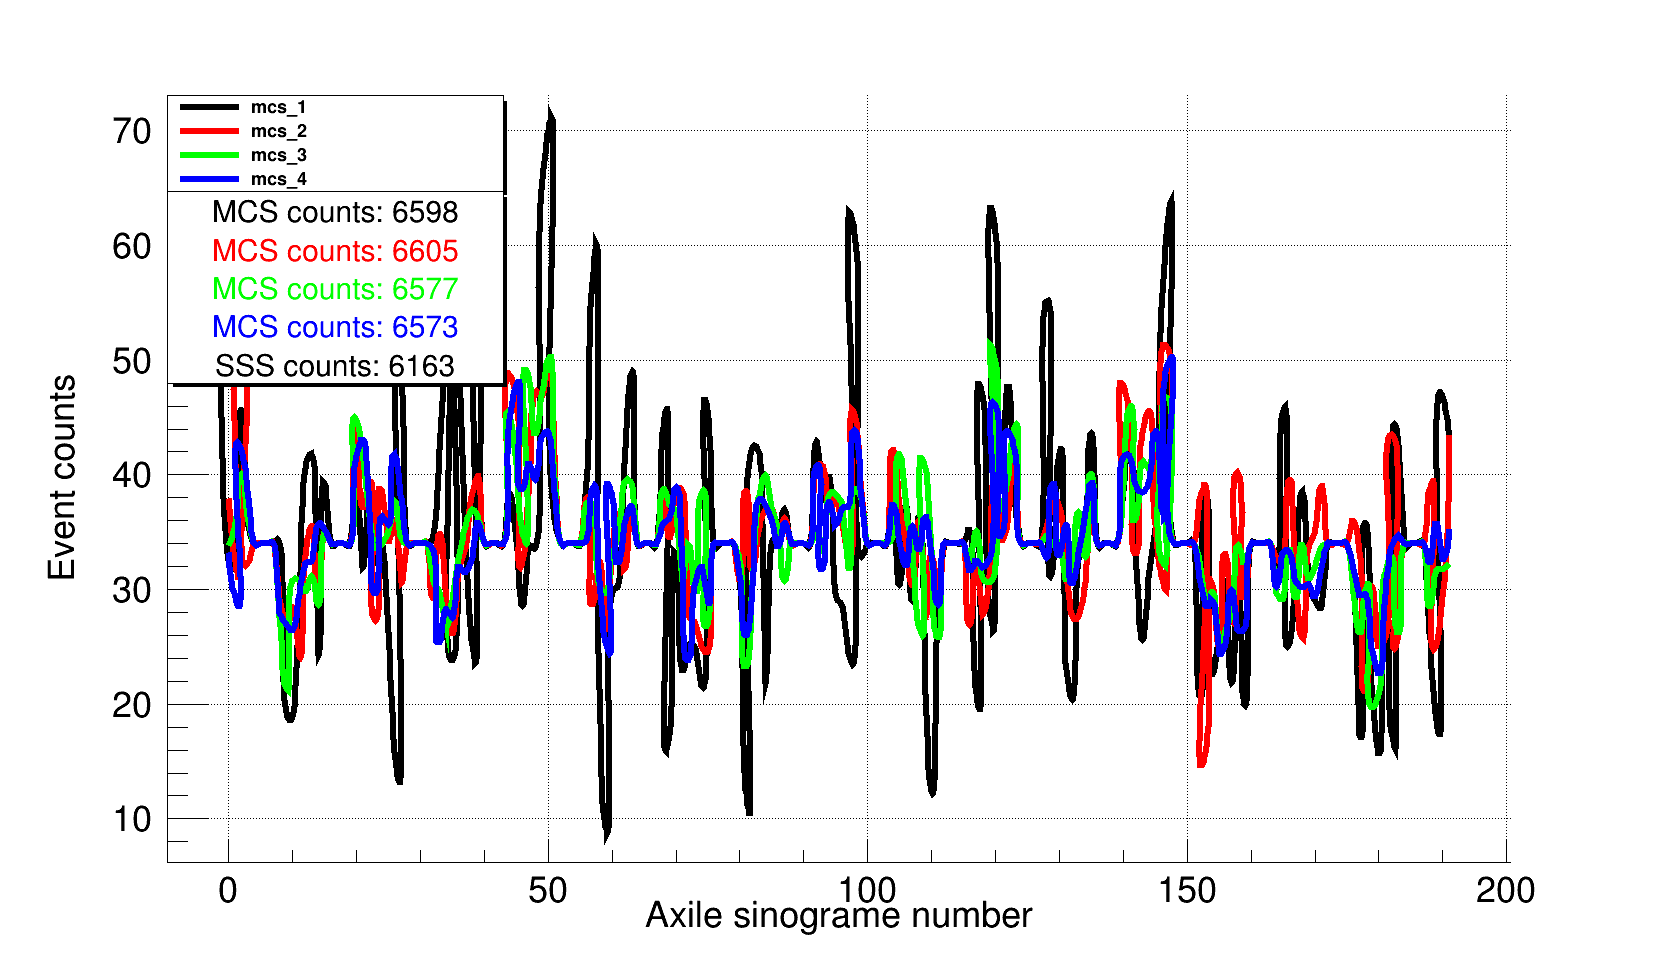 mcs_1
mcs_2
mcs_3
mcs_4
MCS counts: 6598
MCS counts: 6605
MCS counts: 6577
MCS counts: 6573
SSS counts: 6163
70
60
50
40
30
20
10
Event counts
0 50 100 150 200
Axile sinograme number